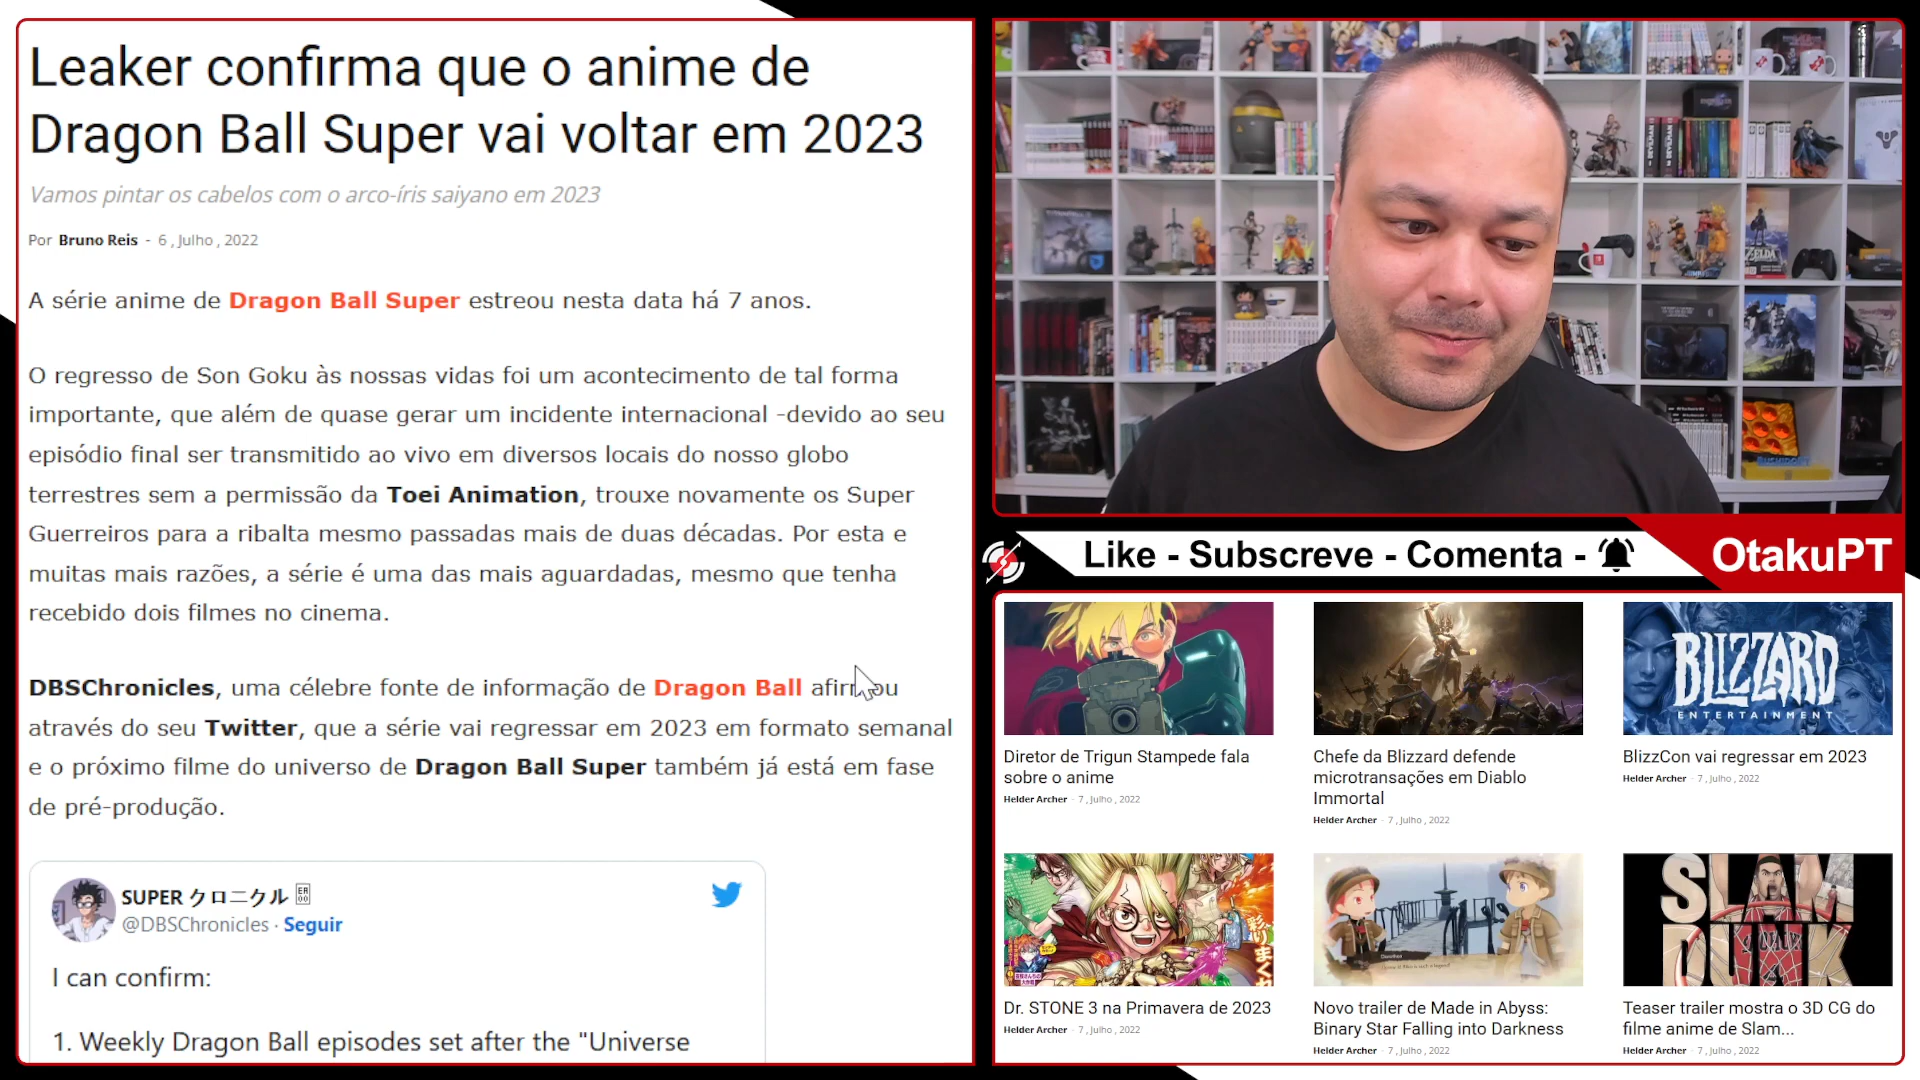 Leaker confirma que o anime de
Dragon Ball Super vai voltar em 2023
Vamos pintar os cabelos com o arco-íris saiyano em 2023
Por Bruno Reis - 6 , Julho , 2022
A série anime de Dragon Ball Super estreou nesta data há 7 anos.
O regresso de Son Goku às nossas vidas foi um acontecimento de tal forma
importante, que além de quase gerar um incidente internacional -devido ao seu
episódio final ser transmitido ao vivo em diversos locais do nosso globo
terrestres sem a permissão da Toei Animation, trouxe novamente os Super
Guerreiros para a ribalta mesmo passadas mais de duas décadas. Por esta e
muitas mais razões, a série é uma das mais aguardadas, mesmo que tenha
recebido dois filmes no cinema.
DBSChronicles, uma célebre fonte de informação de Dragon Ball afirmou
através do seu Twitter, que a série vai regressar em 2023 em formato semanal
e o próximo filme do universo de Dragon Ball Super também já está em fase
de pré-produção.
SUPER クロニクル
@DBSChronicles · Seguir
I can confirm:
1. Weekly Dragon Ball episodes set after the "Universe
Like - Subscreve - Comenta -
OtakuPT
BLIZZARD
ENTERTAINMENT
Diretor de Trigun Stampede fala
sobre o anime
Helder Archer - 7 , Julho , 2022
Chefe da Blizzard defende
microtransações em Diablo
Immortal
Helder Archer - 7 , Julho , 2022
BlizzCon vai regressar em 2023
Helder Archer - 7 , Julho , 2022
SLAM
DUNK
Dr. STONE 3 na Primavera de 2023
Helder Archer - 7 , Julho , 2022
Novo trailer de Made in Abyss:
Binary Star Falling into Darkness
Helder Archer - 7 , Julho , 2022
Teaser trailer mostra o 3D CG do
filme anime de Slam...
Helder Archer - 7 , Julho , 2022